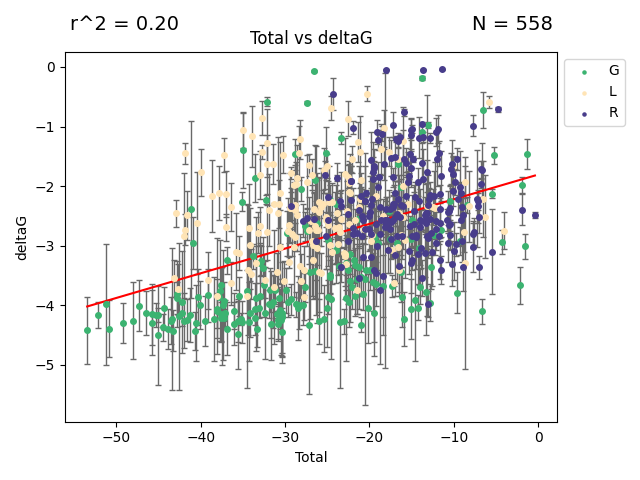 r^2 = 0.20 N = 558
Total vs deltaG
G
L
R
deltaG
0
−1
−2
−3
−4
−5
−50 −40 −30 −20 −10 0
Total